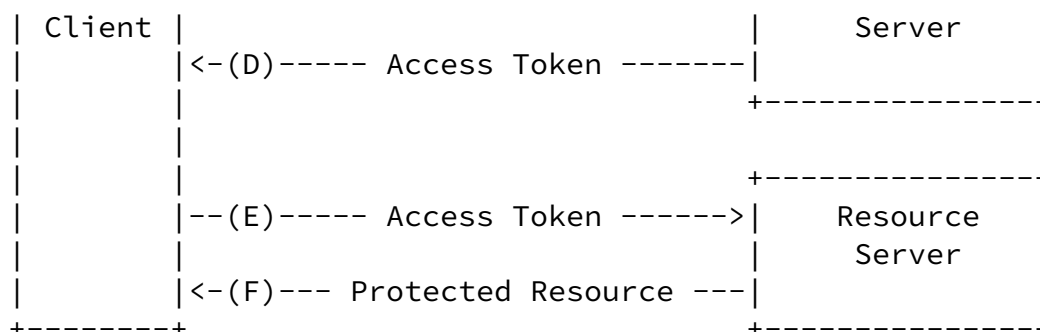 | Client |                               |     Server
|        |<-(D)----- Access Token -------|
|        |                               +----------------
|        |
|        |                               +----------------
|        |--(E)----- Access Token ------>|    Resource
|        |                               |     Server
|        |<-(F)--- Protected Resource ---|
+--------+                               +----------------